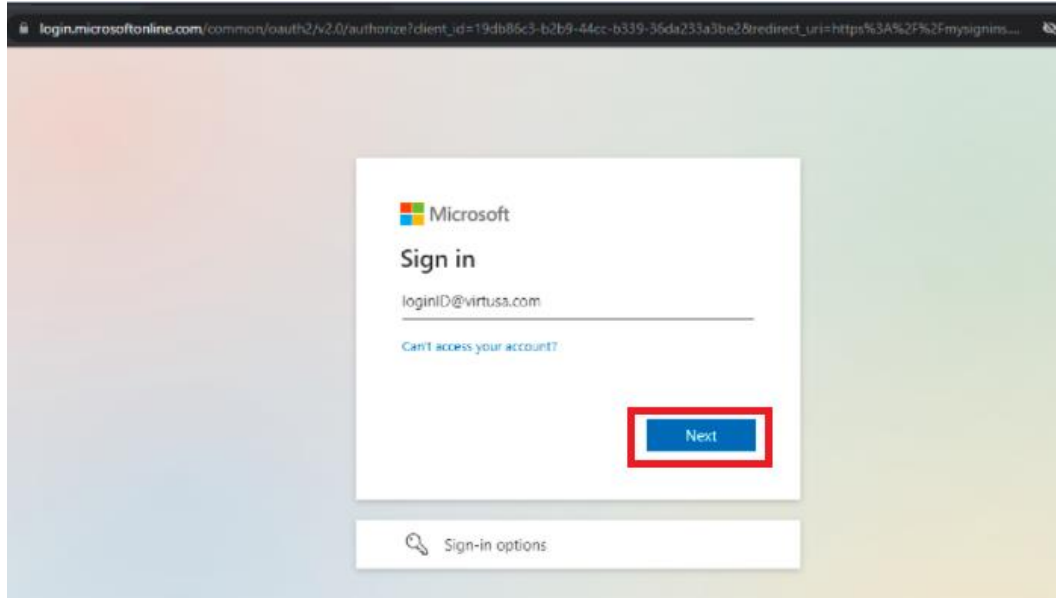 login.microsoftonline.com/common/oauth2/v2.0/authorize?client_id=19db86c3-b2b9-44cc-b339-36da233a3be2&redirect_uri=https%3A%2F%2Fmysignins....
Microsoft
Sign in
loginID@virtusa.com
Can't access your account?
Next
Sign-in options